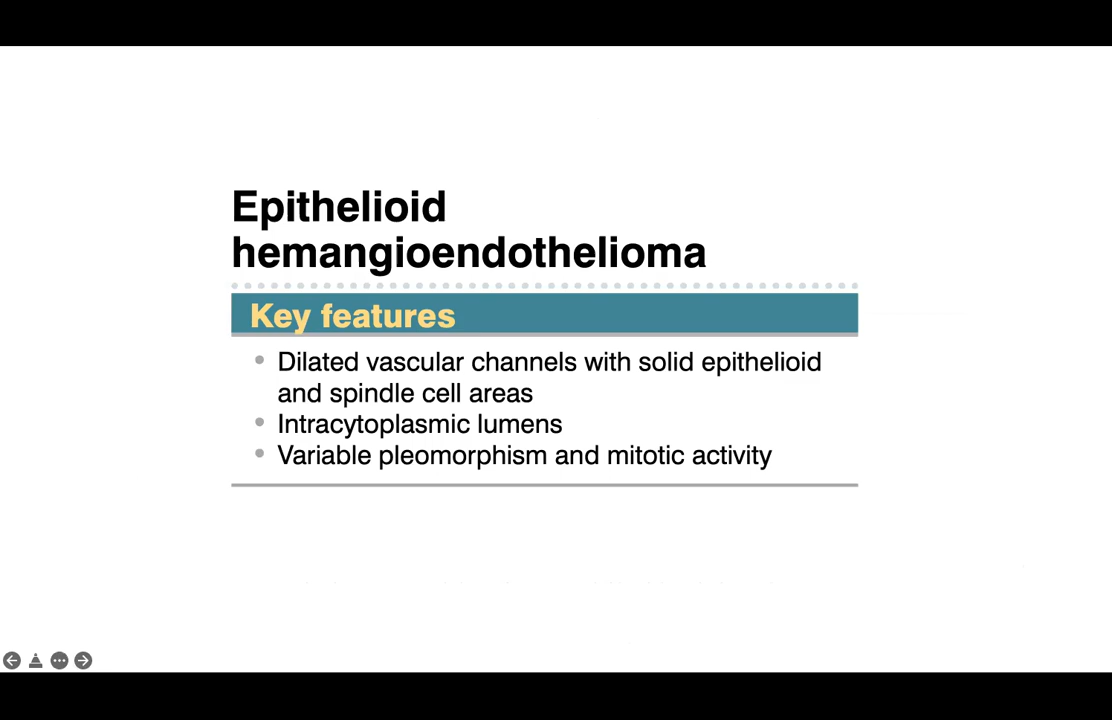 Epithelioid
hemangioendothelioma
Key features
• Dilated vascular channels with solid epithelioid
and spindle cell areas
• Intracytoplasmic lumens
• Variable pleomorphism and mitotic activity